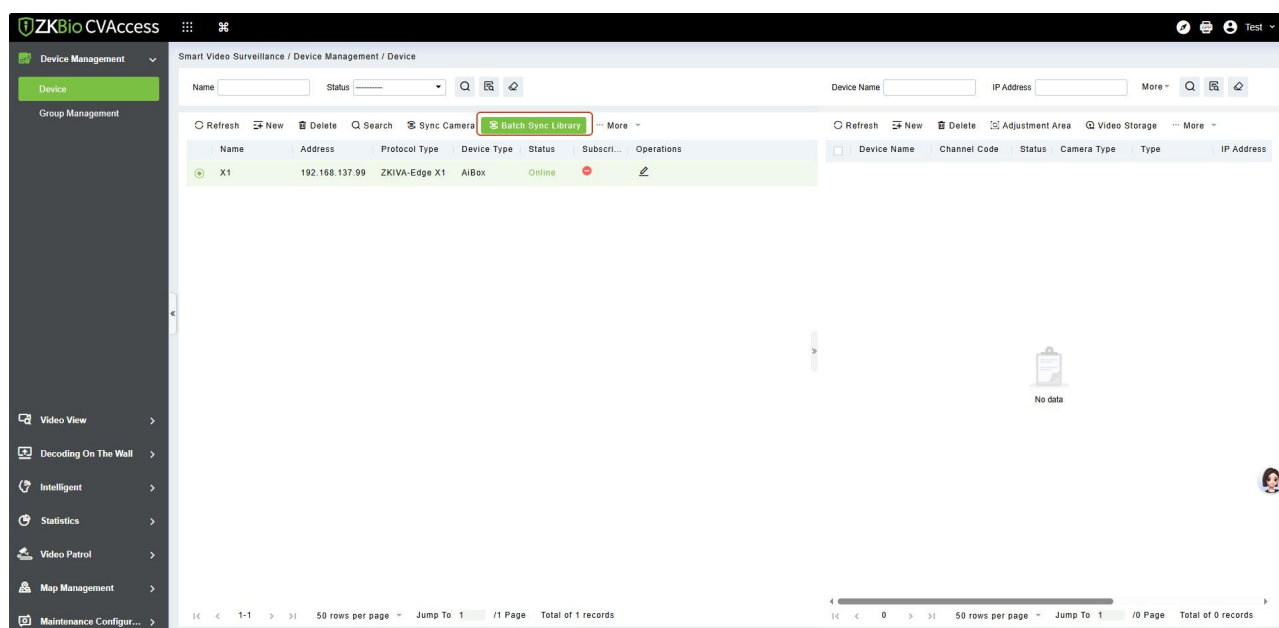 ZKBio CVAccess
Test
Device Management
Smart Video Surveillance / Device Management / Device
Device
Group Management
Name
Status ----------
Device Name
IP Address
More
Refresh New Delete Search Sync Camera Batch Sync Library ··· More
Refresh New Delete Adjustment Area Video Storage ··· More
Name Address Protocol Type Device Type Status Subscri... Operations
Device Name Channel Code Status Camera Type Type IP Address
X1 192.168.137.99 ZKIVA-Edge X1 AiBox Online
No data
Video View
Decoding On The Wall
Intelligent
Statistics
Video Patrol
Map Management
Maintenance Configur...
|< < 1-1 > >| 50 rows per page Jump To 1 /1 Page Total of 1 records
|< < 0 > >| 50 rows per page Jump To 1 /0 Page Total of 0 records